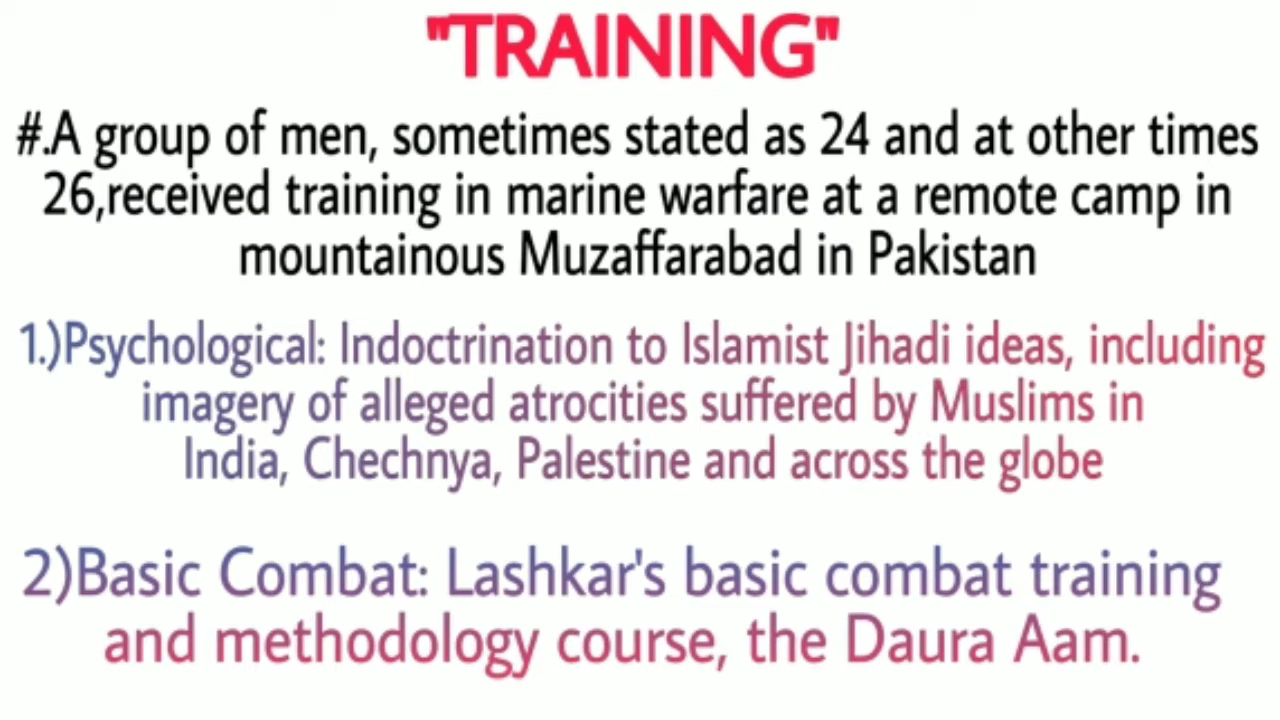 "TRAINING"
#.A group of men, sometimes stated as 24 and at other times
26,received training in marine warfare at a remote camp in
mountainous Muzaffarabad in Pakistan
1.)Psychological: Indoctrination to Islamist Jihadi ideas, including
imagery of alleged atrocities suffered by Muslims in
India, Chechnya, Palestine and across the globe
2)Basic Combat: Lashkar's basic combat training
and methodology course, the Daura Aam.